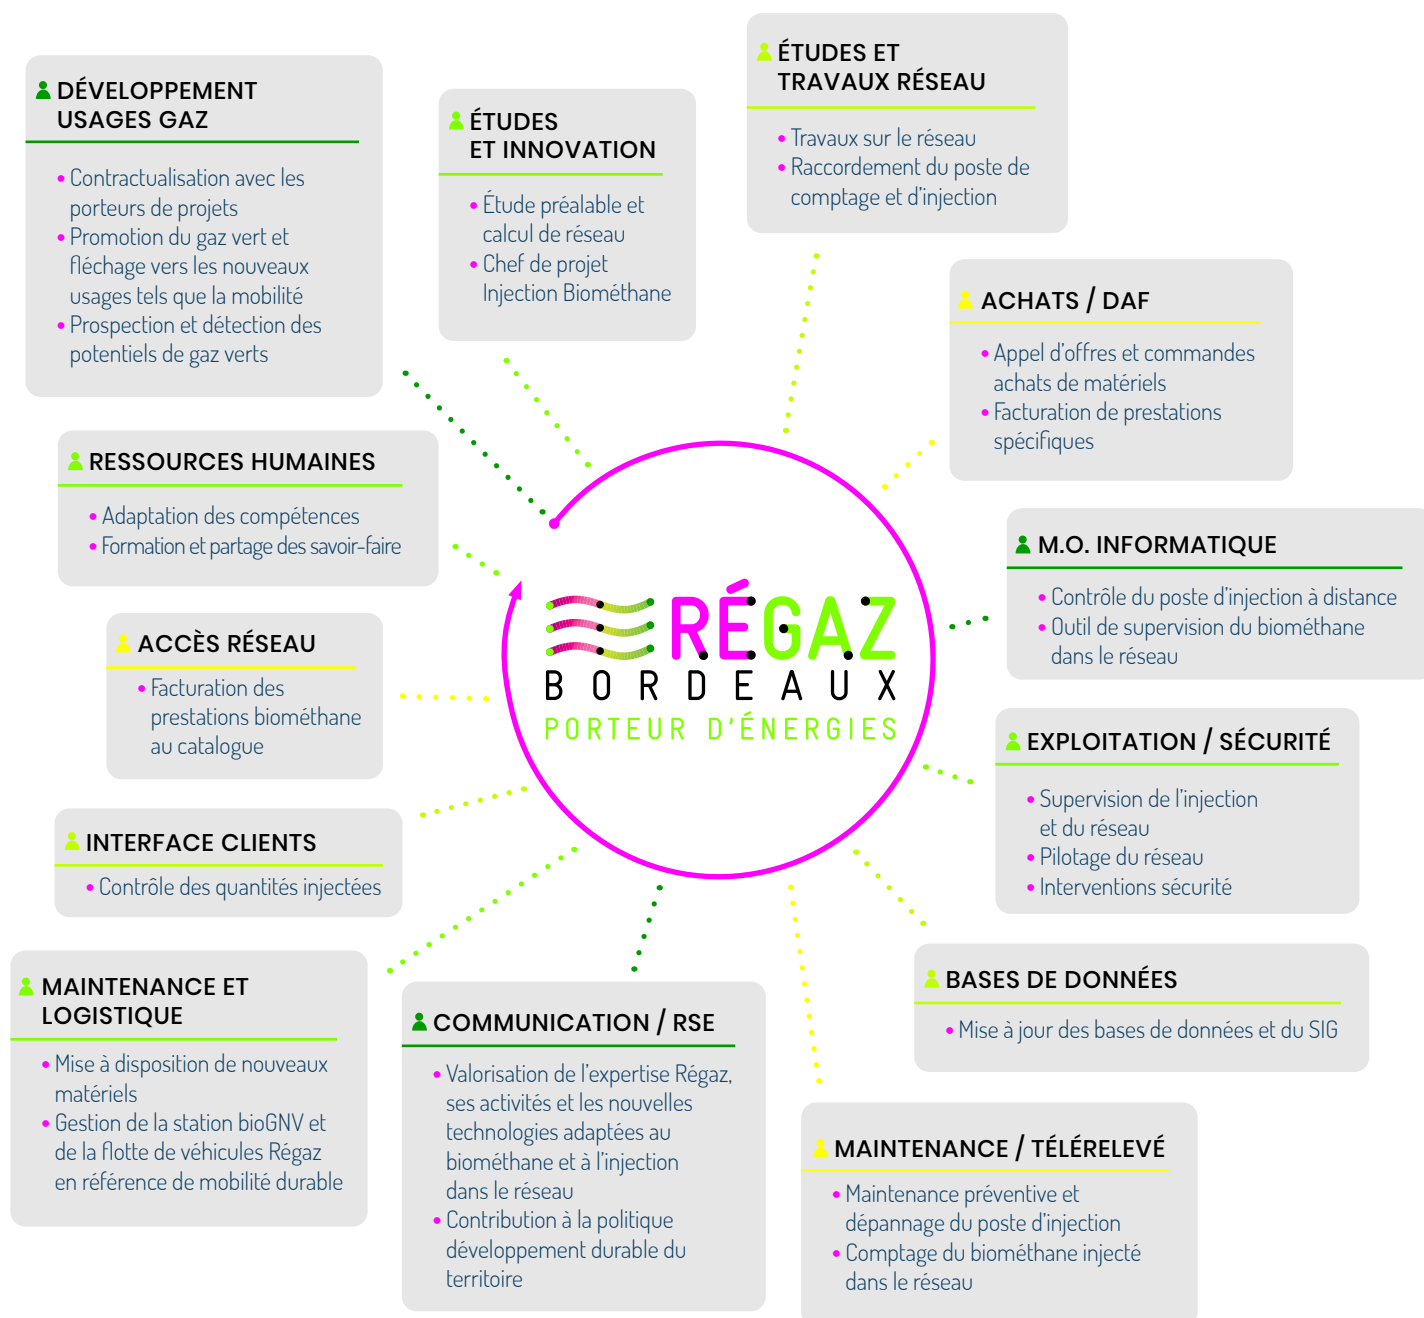 DÉVELOPPEMENT
USAGES GAZ
• Contractualisation avec les
porteurs de projets
• Promotion du gaz vert et
fléchage vers les nouveaux
usages tels que la mobilité
• Prospection et détection des
potentiels de gaz verts
ÉTUDES
ET INNOVATION
• Étude préalable et
calcul de réseau
• Chef de projet
Injection Biométhane
ÉTUDES ET
TRAVAUX RÉSEAU
• Travaux sur le réseau
• Raccordement du poste de
comptage et d’injection
ACHATS / DAF
• Appel d’offres et commandes
achats de matériels
• Facturation de prestations
spécifiques
M.O. INFORMATIQUE
• Contrôle du poste d’injection à distance
• Outil de supervision du biométhane
dans le réseau
EXPLOITATION / SÉCURITÉ
• Supervision de l’injection
et du réseau
• Pilotage du réseau
• Interventions sécurité
BASES DE DONNÉES
• Mise à jour des bases de données et du SIG
MAINTENANCE / TÉLÉRELEVÉ
• Maintenance préventive et
dépannage du poste d’injection
• Comptage du biométhane injecté
dans le réseau
COMMUNICATION / RSE
• Valorisation de l’expertise Régaz,
ses activités et les nouvelles
technologies adaptées au
biométhane et à l’injection
dans le réseau
• Contribution à la politique
développement durable du
territoire
MAINTENANCE ET
LOGISTIQUE
• Mise à disposition de nouveaux
matériels
• Gestion de la station bioGNV et
de la flotte de véhicules Régaz
en référence de mobilité durable
INTERFACE CLIENTS
• Contrôle des quantités injectées
ACCÈS RÉSEAU
• Facturation des
prestations biométhane
au catalogue
RESSOURCES HUMAINES
• Adaptation des compétences
• Formation et partage des savoir-faire
RÉGAZ
BORDEAUX
PORTEUR D’ÉNERGIES